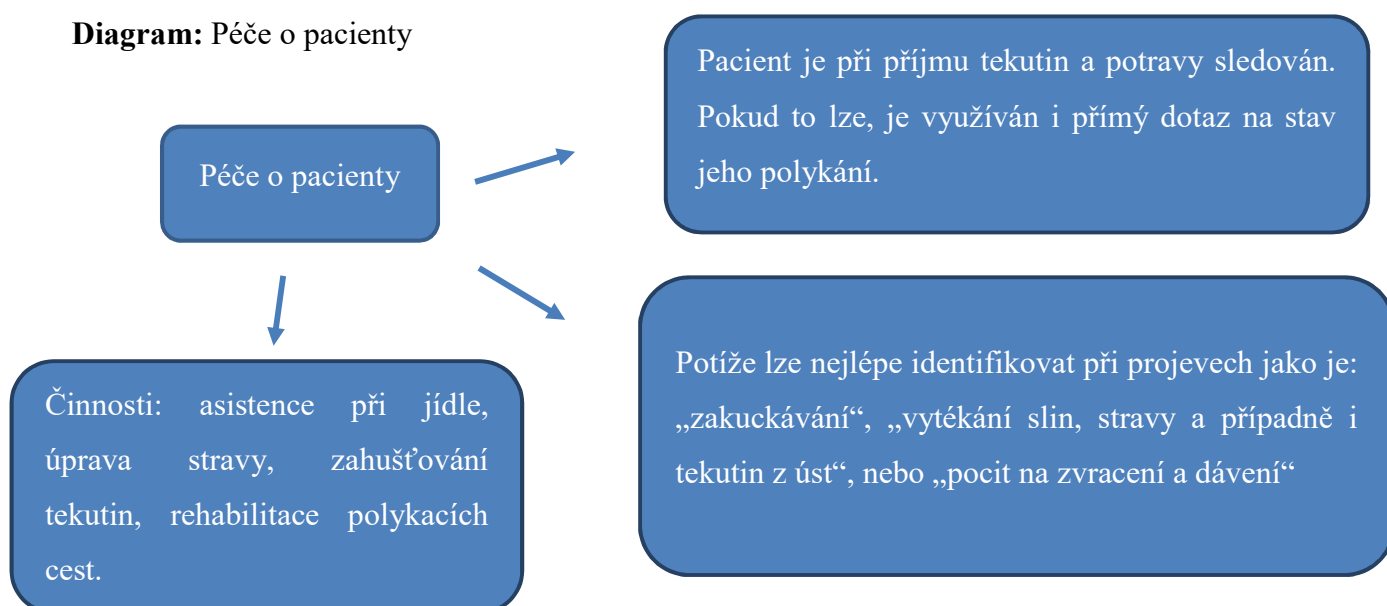 Diagram: Péče o pacienty
Péče o pacienty
Pacient je při příjmu tekutin a potravy sledován.
Pokud to lze, je využíván i přímý dotaz na stav
jeho polykání.
Potíže lze nejlépe identifikovat při projevech jako je:
„zakuckávání“, „vytékání slin, stravy a případně i
tekutin z úst“, nebo „pocit na zvracení a dávení“
Činnosti: asistence při jídle,
úprava stravy, zahušťování
tekutin, rehabilitace polykacích
cest.